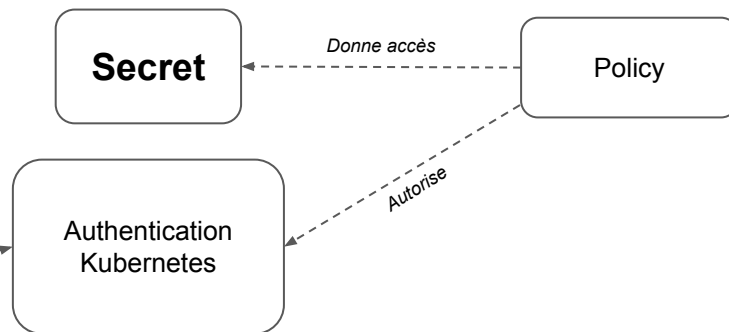 Donne accès
Secret
Policy
Autorise
Authentication
Kubernetes